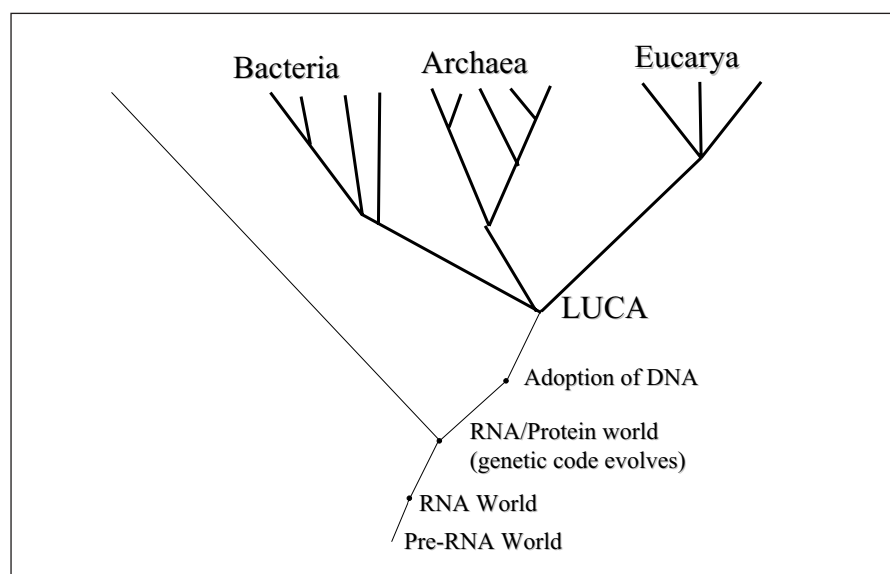 Bacteria
Archaea
Eucarya
LUCA
Adoption of DNA
RNA/Protein world
(genetic code evolves)
RNA World
Pre-RNA World